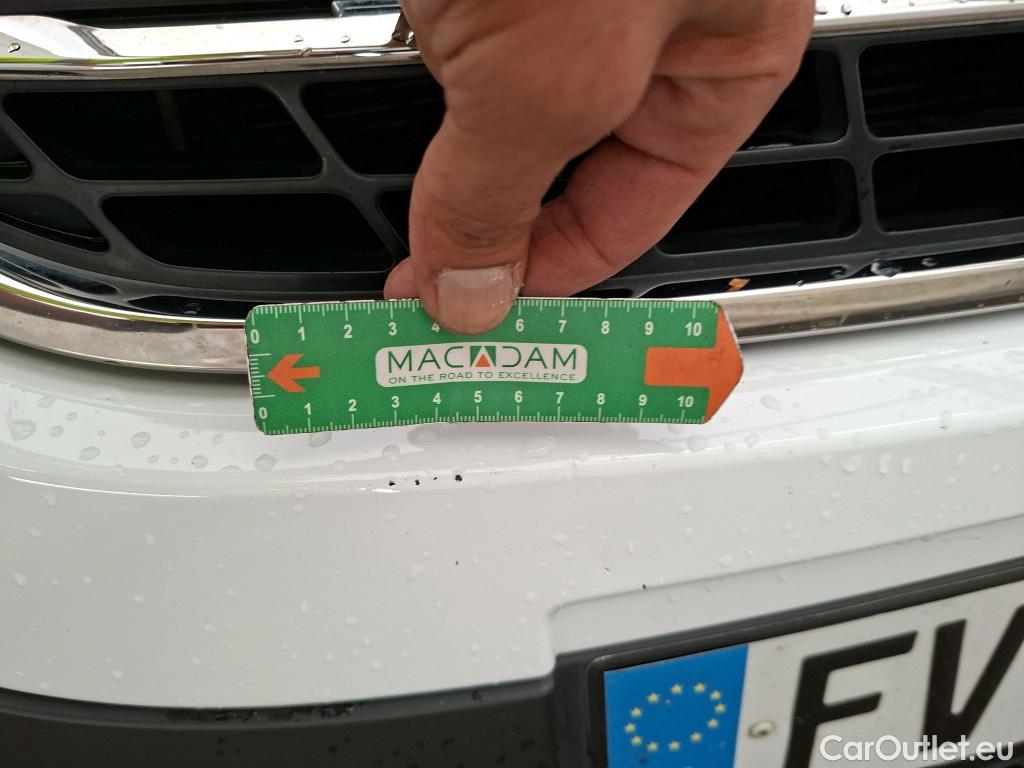 0 1 2 3 4 6 7 8 9 10
MACADAM
ON THE ROAD TO EXCELLENCE
0 1 2 3 4 5 6 7 8 9 10
FV
CarOutlet.eu